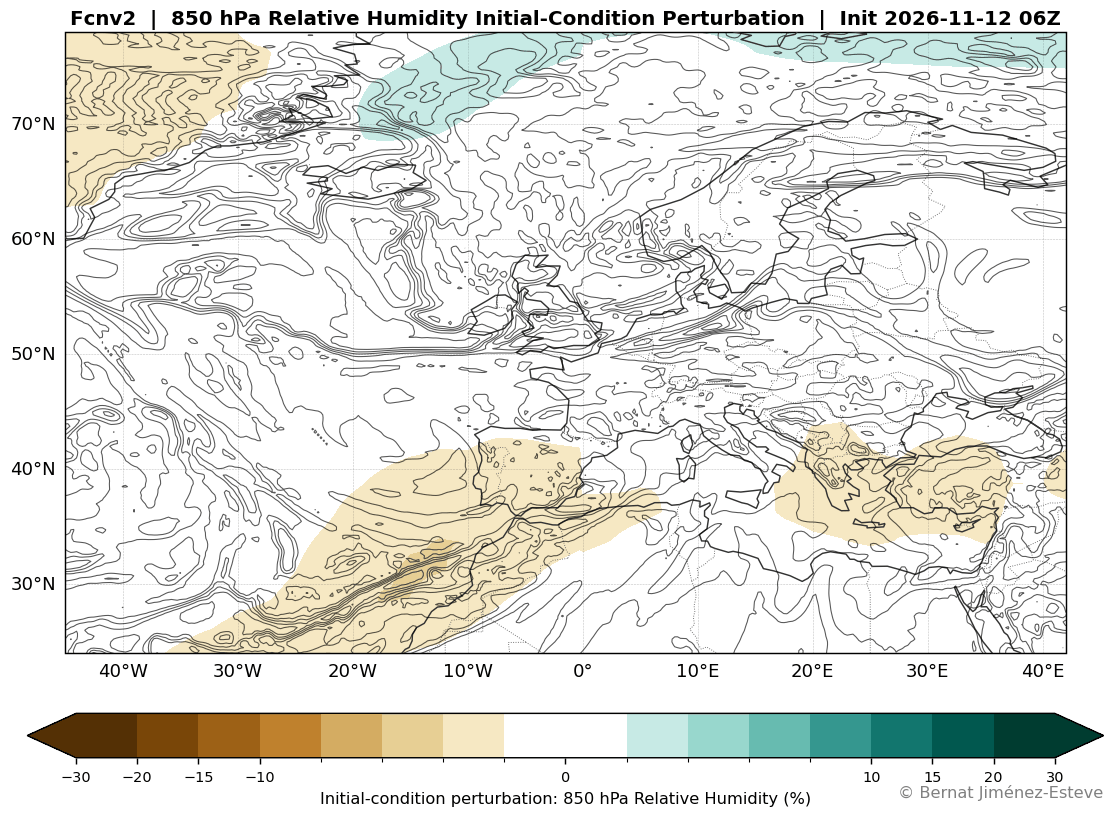 Fcnv2 | 850 hPa Relative Humidity Initial-Condition Perturbation | Init 2026-11-12 06Z
70°N
60°N
50°N
40°N
30°N
40°W 30°W 20°W 10°W 0° 10°E 20°E 30°E 40°E
−30 −20 −15 −10 0 10 15 20 30
Initial-condition perturbation: 850 hPa Relative Humidity (%)
© Bernat Jiménez-Esteve